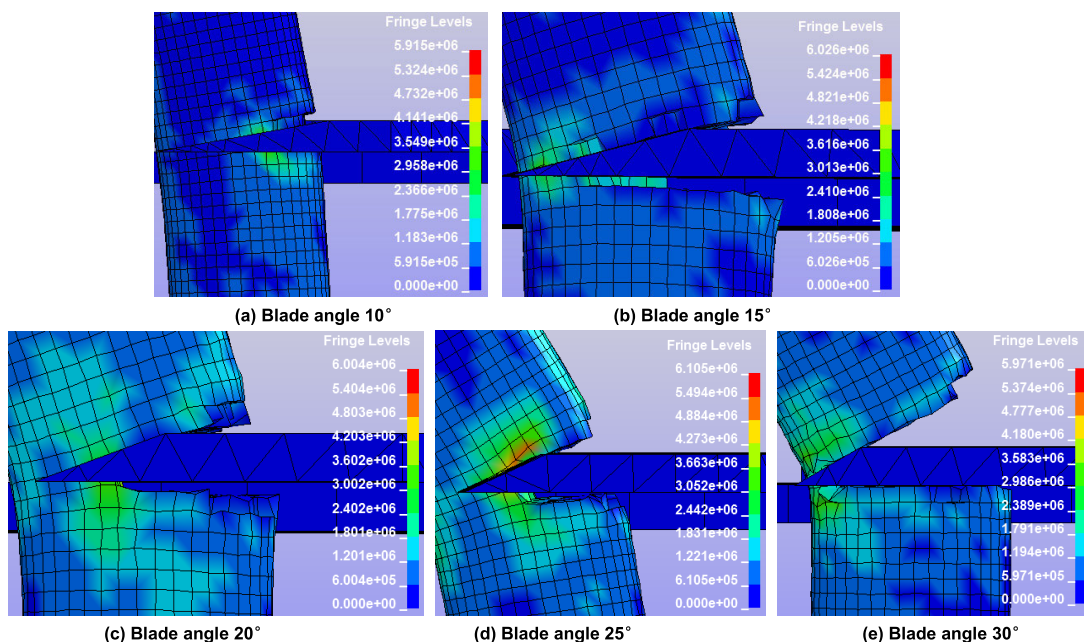 Fringe Levels
5.915e+06
5.324e+06
4.732e+06
4.141e+06
3.549e+06
2.958e+06
2.366e+06
1.775e+06
1.183e+06
5.915e+05
0.000e+00
(a) Blade angle 10°
Fringe Levels
6.026e+06
5.424e+06
4.821e+06
4.218e+06
3.616e+06
3.013e+06
2.410e+06
1.808e+06
1.205e+06
6.026e+05
0.000e+00
(b) Blade angle 15°
Fringe Levels
6.004e+06
5.404e+06
4.803e+06
4.203e+06
3.602e+06
3.002e+06
2.402e+06
1.801e+06
1.201e+06
6.004e+05
0.000e+00
(c) Blade angle 20°
Fringe Levels
6.105e+06
5.494e+06
4.884e+06
4.273e+06
3.663e+06
3.052e+06
2.442e+06
1.831e+06
1.221e+06
6.105e+05
0.000e+00
(d) Blade angle 25°
Fringe Levels
5.971e+06
5.374e+06
4.777e+06
4.180e+06
3.583e+06
2.986e+06
2.389e+06
1.791e+06
1.194e+06
5.971e+05
0.000e+00
(e) Blade angle 30°